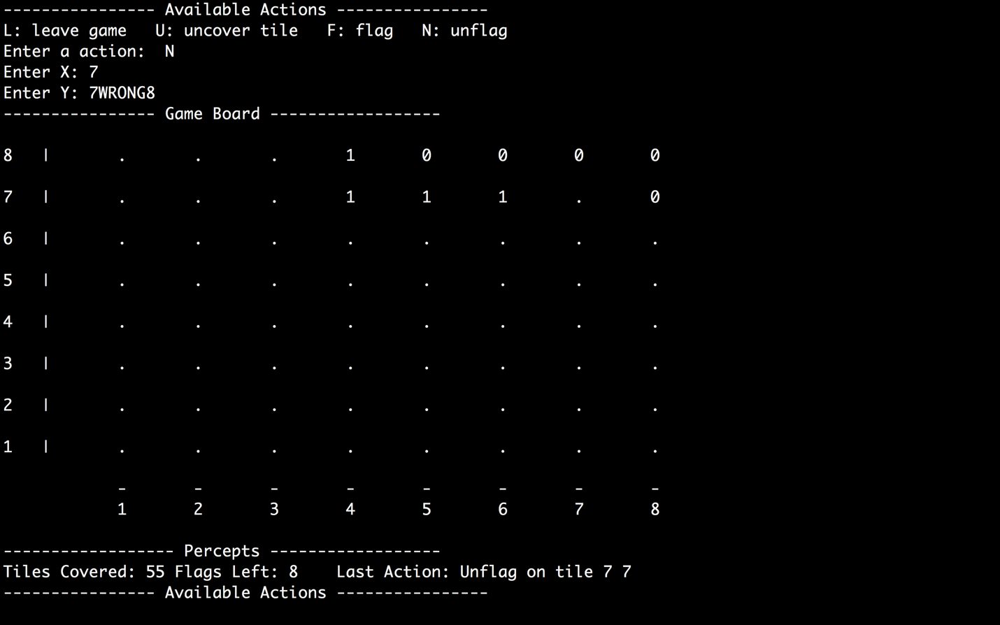 ---------------- Available Actions ----------------
L: leave game   U: uncover tile   F: flag   N: unflag
Enter a action:  N
Enter X: 7
Enter Y: 7WRONG8
---------------- Game Board ------------------
8   |       .       .       .       1       0       0       0       0
7   |       .       .       .       1       1       1       .       0
6   |       .       .       .       .       .       .       .       .
5   |       .       .       .       .       .       .       .       .
4   |       .       .       .       .       .       .       .       .
3   |       .       .       .       .       .       .       .       .
2   |       .       .       .       .       .       .       .       .
1   |       .       .       .       .       .       .       .       .
            -       -       -       -       -       -       -       -
            1       2       3       4       5       6       7       8
------------------ Percepts ------------------
Tiles Covered: 55 Flags Left: 8    Last Action: Unflag on tile 7 7
---------------- Available Actions ----------------